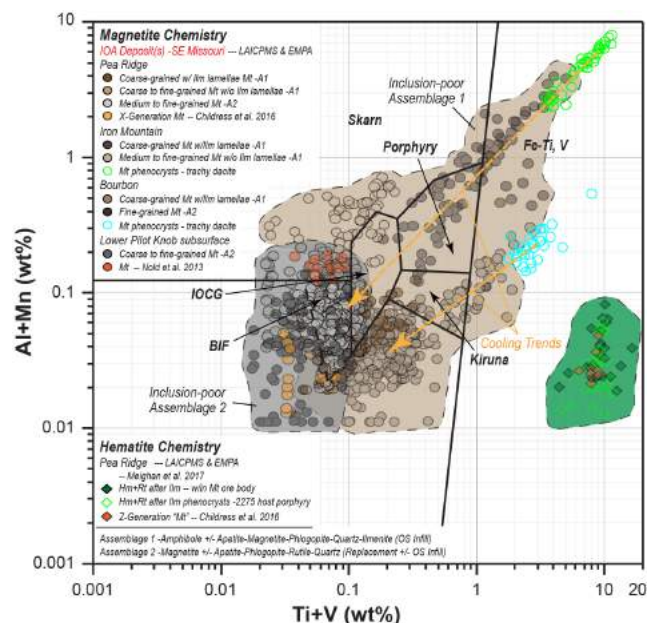 Magnetite Chemistry
IOA Deposit(s) -SE Missouri --- LAICPMS & EMPA
Pea Ridge
Coarse-grained w/ Ilm lamellae Mt -A1
Coarse to fine-grained Mt w/o Ilm lamellae -A1
Medium to fine-grained Mt -A2
X-Generation Mt -- Childress et al. 2016
Iron Mountain
Coarse-grained Mt w/Ilm lamellae -A1
Medium to fine-grained Mt w/o Ilm lamellae -A1
Mt phenocrysts - trachy dacite
Bourbon
Coarse-grained Mt w/Ilm lamellae -A1
Fine-grained Mt -A2
Mt phenocrysts - trachy dacite
Lower Pilot Knob subsurface
Coarse to fine-grained Mt -A2
Mt -- Nold et al. 2013
Inclusion-poor
Assemblage 1
Skarn
Porphyry
Fe-Ti, V
IOCG
BIF
Cooling Trends
Kiruna
Inclusion-poor
Assemblage 2
Hematite Chemistry
Pea Ridge --- LAICPMS & EMPA
-- Meighan et al. 2017
Hm+Rt after Ilm -- w/in Mt ore body
Hm+Rt after Ilm phenocrysts -2275 host porphyry
Z-Generation "Mt" -- Childress et al. 2016
Assemblage 1 -Amphibole +/- Apatite-Magnetite-Phlogopite-Quartz-Ilmenite (OS Infill)
Assemblage 2 -Magnetite +/- Apatite-Phlogopite-Rutile-Quartz (Replacement +/- OS Infill)
Al+Mn (wt%)
10
1
0.1
0.01
0.001
0.001
0.01
0.1
1
10
20
Ti+V (wt%)